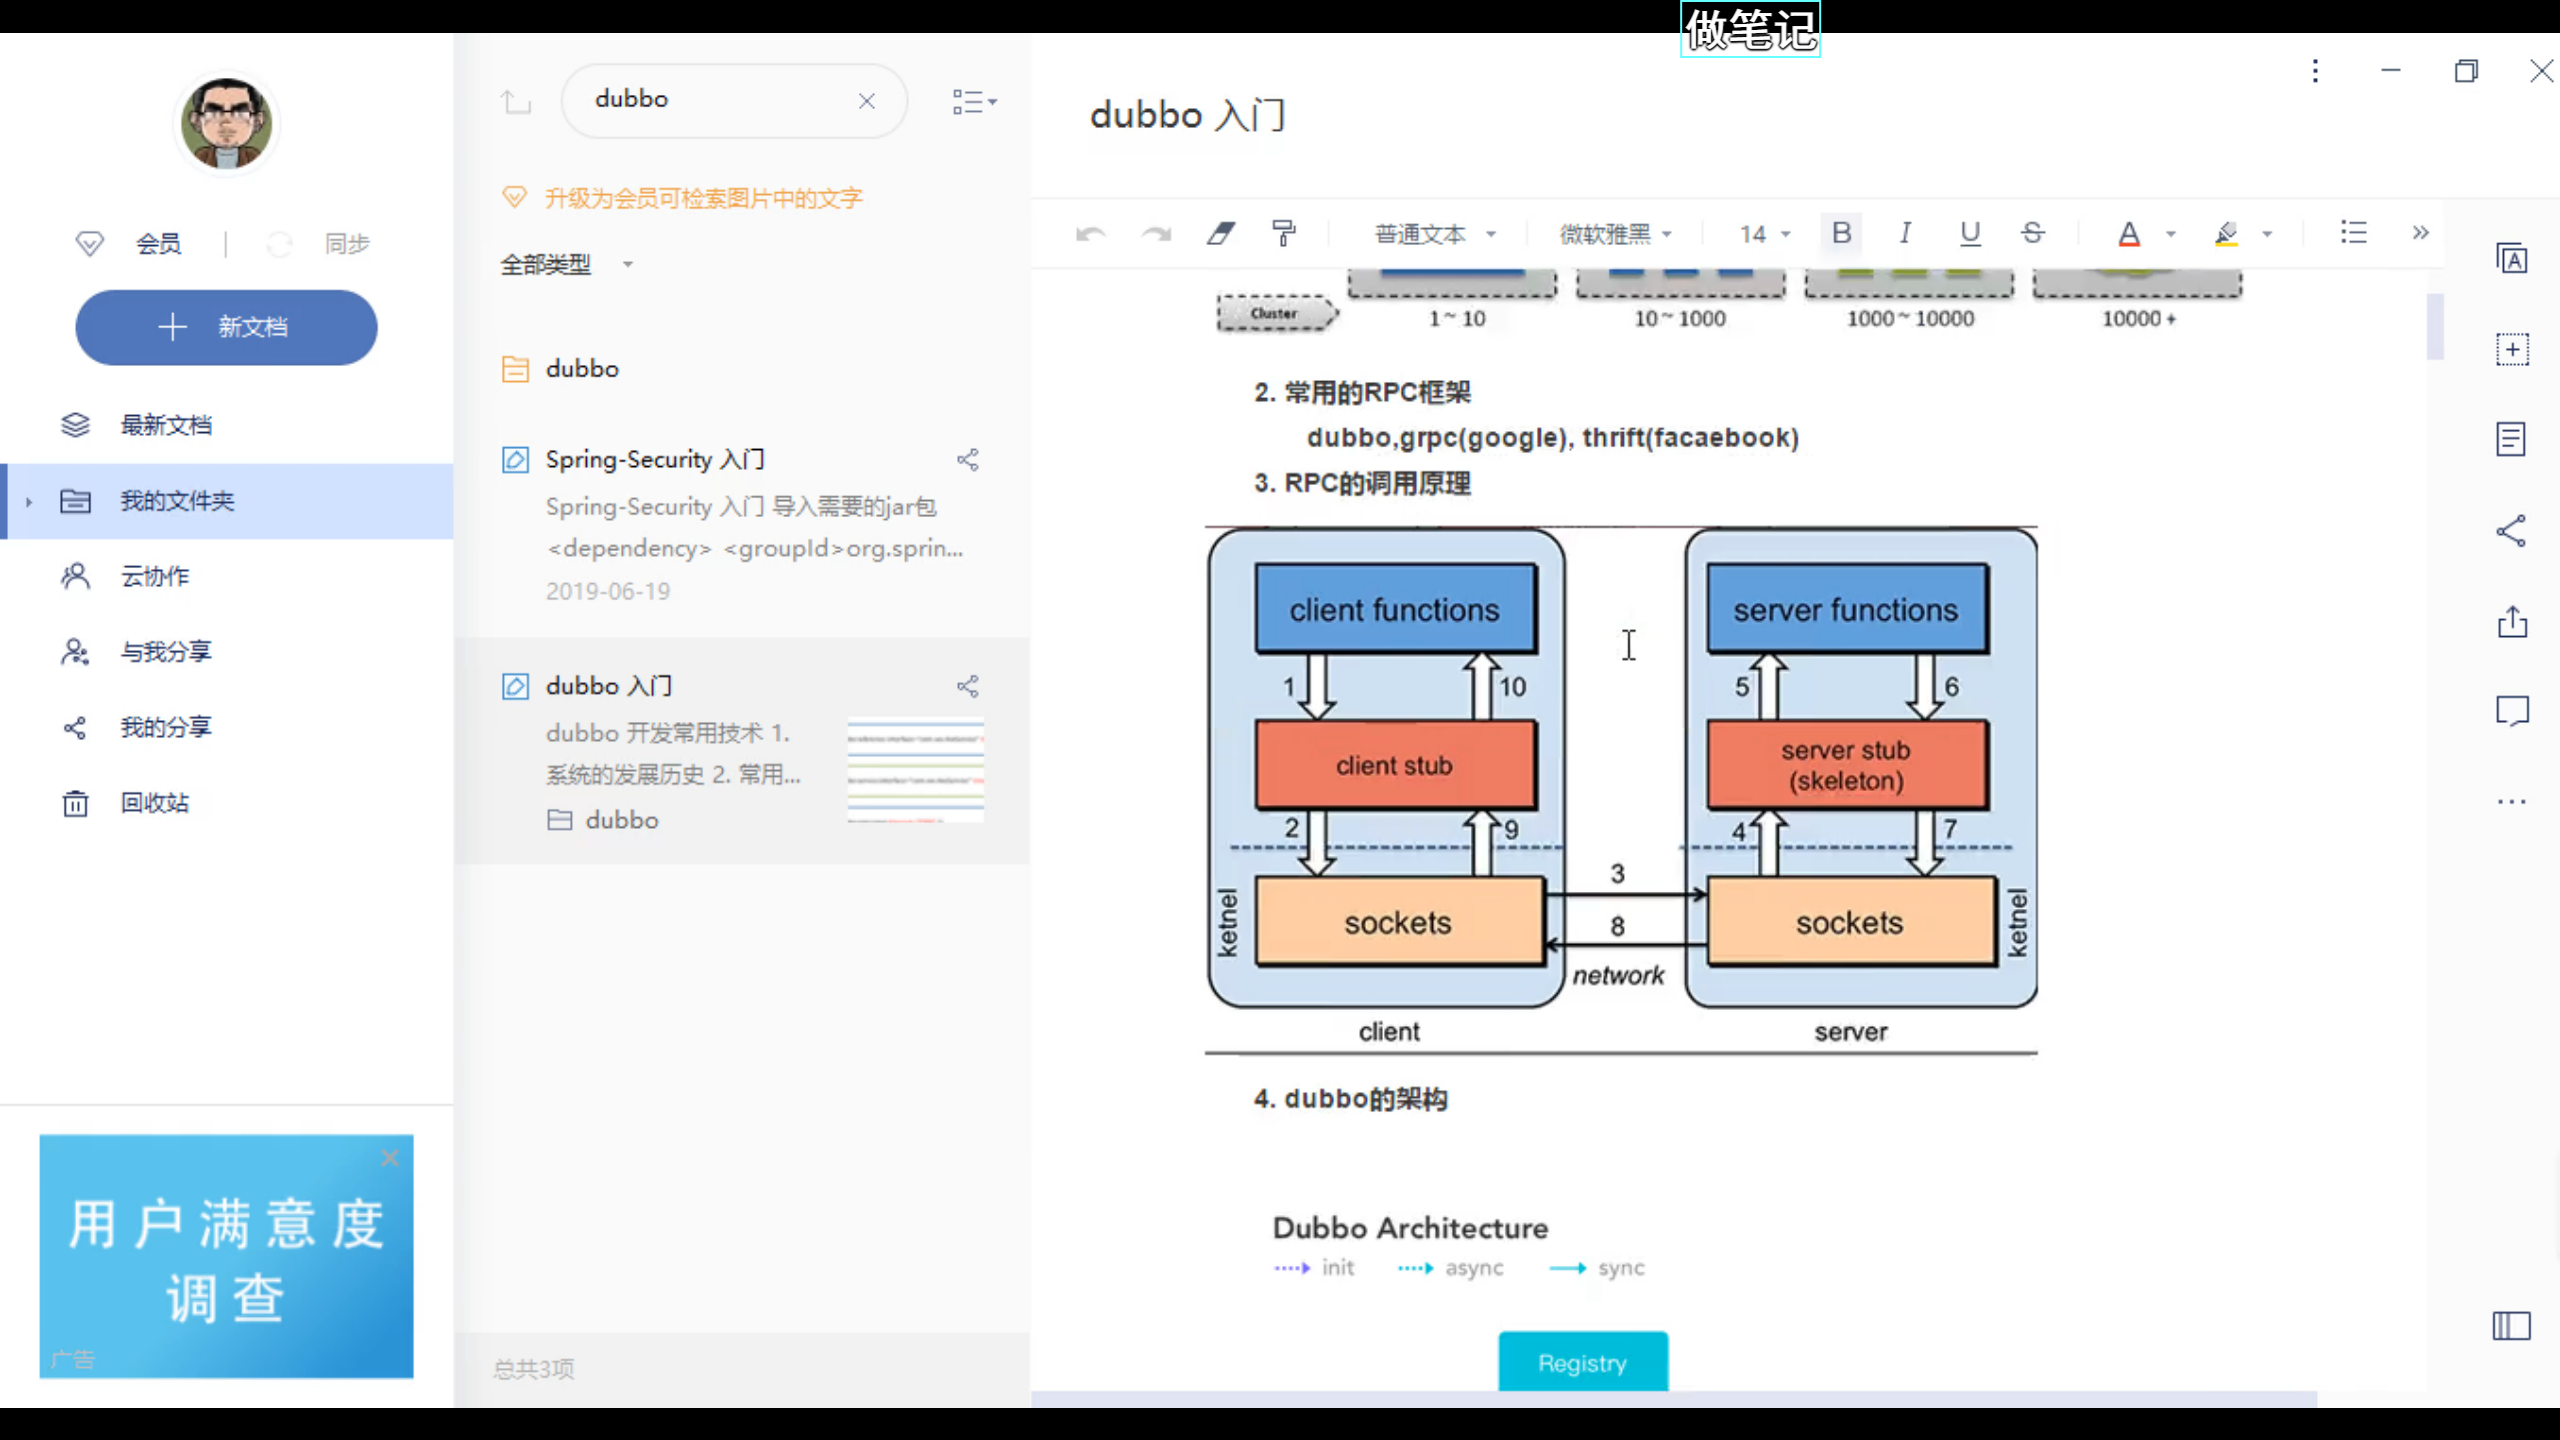 做笔记
会员
同步
新文档
最新文档
我的文件夹
云协作
与我分享
我的分享
回收站
用户满意度
调查
广告
dubbo
升级为会员可检索图片中的文字
全部类型
dubbo
Spring-Security 入门
Spring-Security 入门 导入需要的jar包
<dependency> <groupId>org.sprin...
2019-06-19
dubbo 入门
dubbo 开发常用技术 1.
系统的发展历史 2. 常用...
dubbo
总共3项
dubbo 入门
普通文本 微软雅黑 14 B I U S A
Cluster 1 ~ 10 10 ~ 1000 1000 ~ 10000 10000 +
2. 常用的RPC框架
dubbo,grpc(google), thrift(facaebook)
3. RPC的调用原理
client functions server functions
1 10 5 6
client stub server stub
(skeleton)
2 9 4 7
3
ketnel sockets sockets ketnel
8
network
client server
4. dubbo的架构
Dubbo Architecture
init async sync
Registry